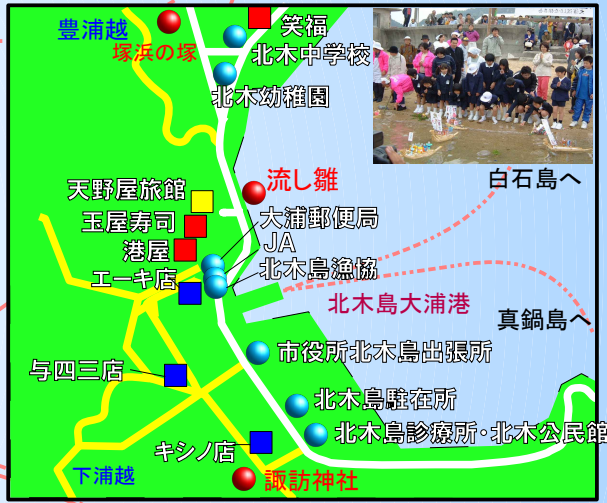 豊浦越
笑福
塚浜の塚
北木中学校
北木幼稚園
白石島へ
流し雛
天野屋旅館
大浦郵便局
玉屋寿司
JA
港屋
北木島漁協
エーキ店
北木島大浦港
真鍋島へ
市役所北木島出張所
与四三店
北木島駐在所
北木島診療所・北木公民館
キシノ店
下浦越
諏訪神社